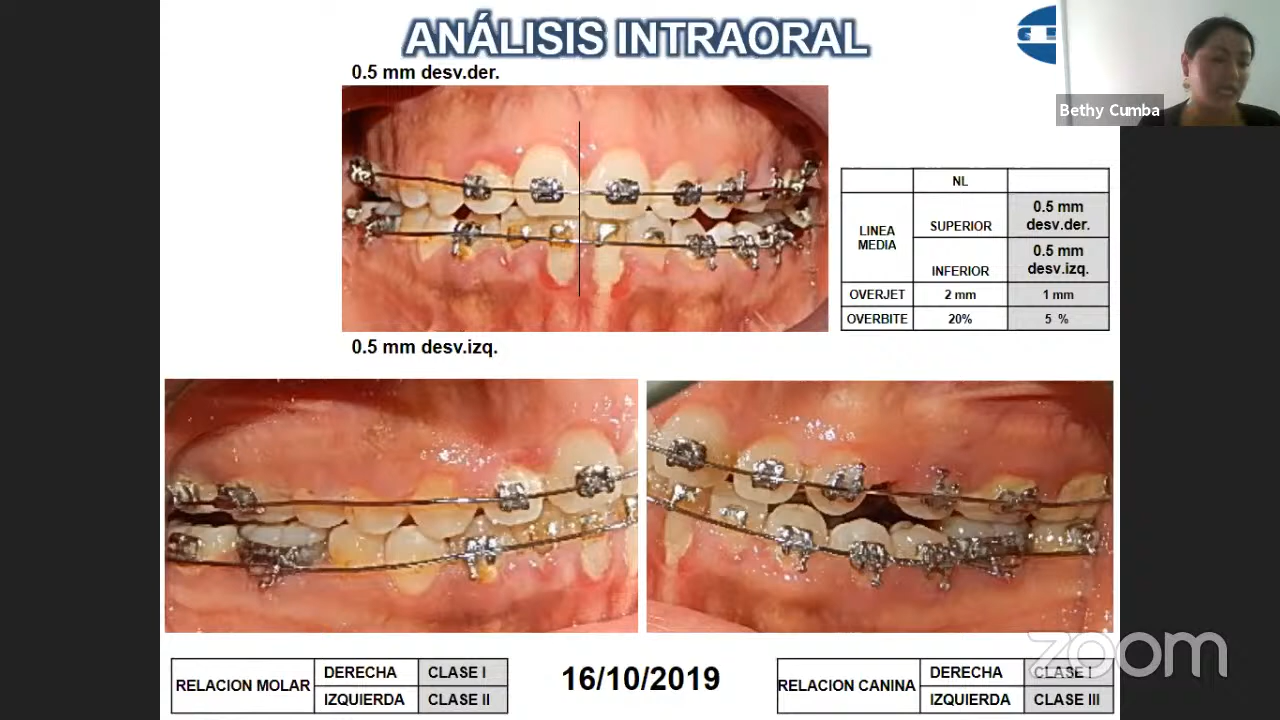 ANÁLISIS INTRAORAL
0.5 mm desv.der.
Bethy Cumba
NL
LINEA MEDIA
SUPERIOR
0.5 mm desv.der.
INFERIOR
0.5 mm desv.izq.
OVERJET
2 mm
1 mm
OVERBITE
20%
5 %
0.5 mm desv.izq.
RELACION MOLAR
DERECHA
CLASE I
IZQUIERDA
CLASE II
16/10/2019
RELACION CANINA
DERECHA
CLASE I
IZQUIERDA
CLASE III
zoom